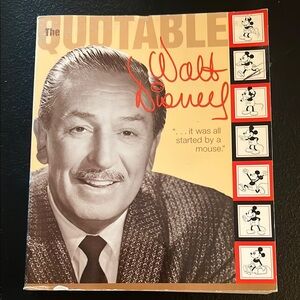 The
QUOTABLE
Walt
Disney
". . . it was all
started by a
mouse."